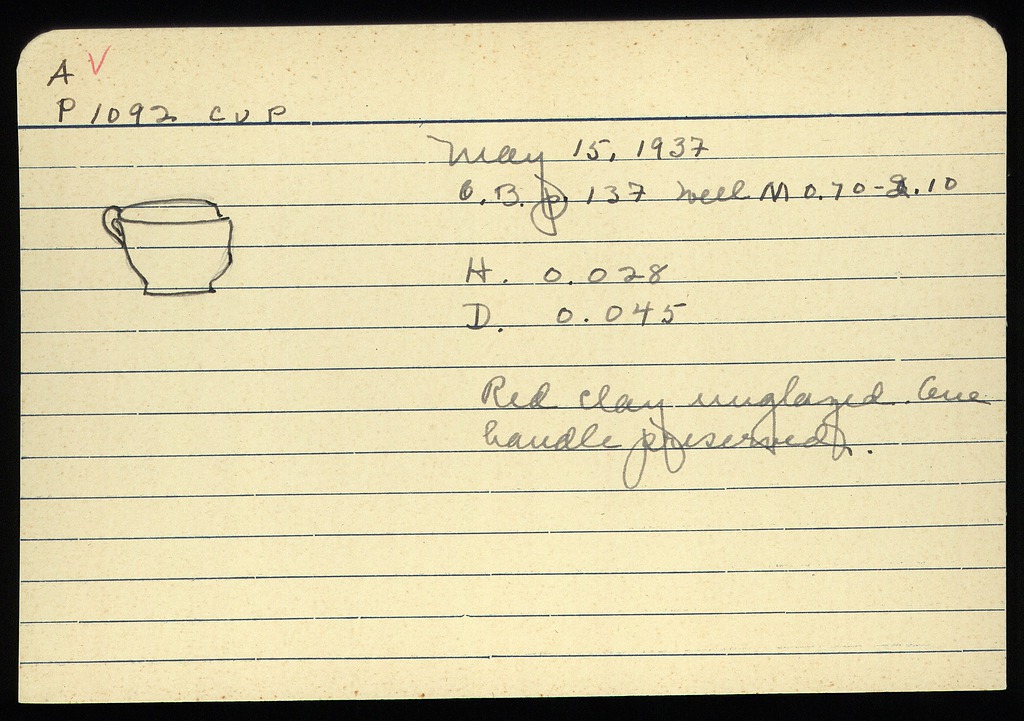 A V
P 1092 CUP
May 15, 1937
O.B. p. 137 Well M 0.70-2.10
H. 0.028
D. 0.045
Red clay unglazed. One
handle preserved.